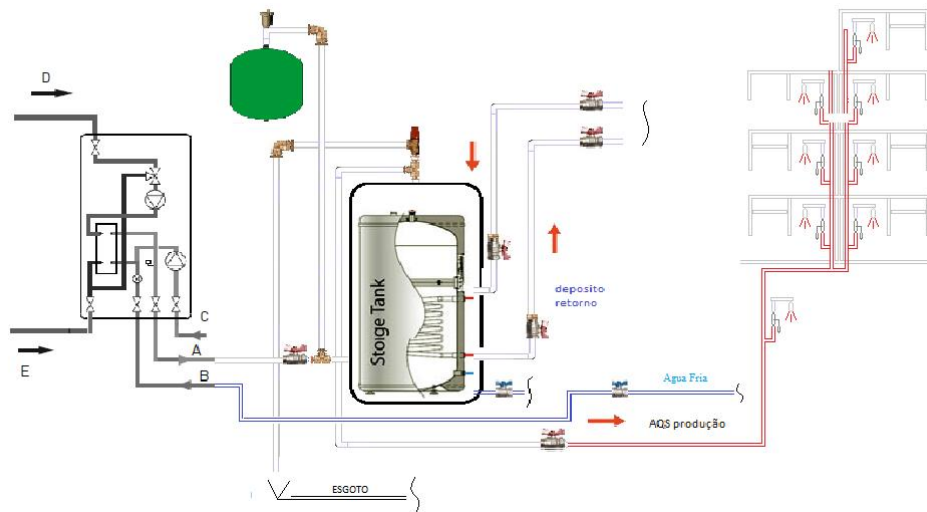 D
C
A
E
B
Stoige Tank
deposito
retorno
Agua Fria
AQS produção
ESGOTO